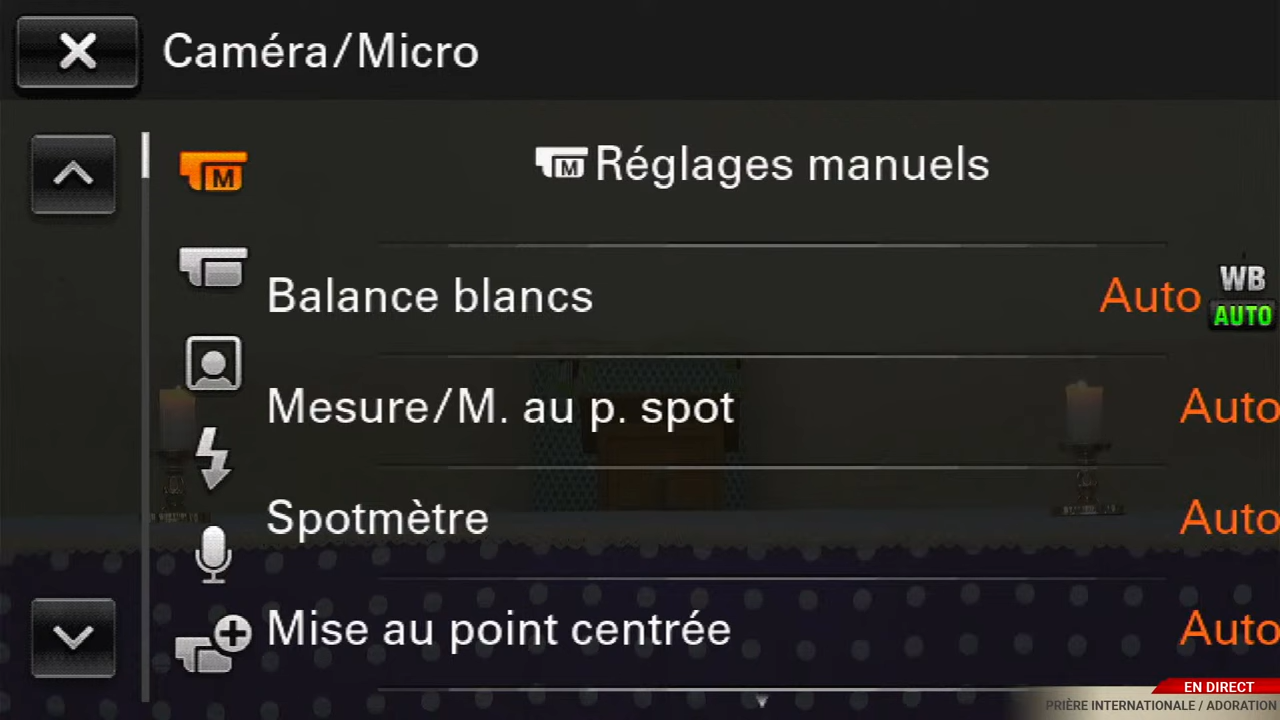 Caméra/Micro
M Réglages manuels
Balance blancs Auto WB AUTO
Mesure/M. au p. spot Auto
Spotmètre Auto
Mise au point centrée Auto
EN DIRECT
PRIÈRE INTERNATIONALE / ADORATION